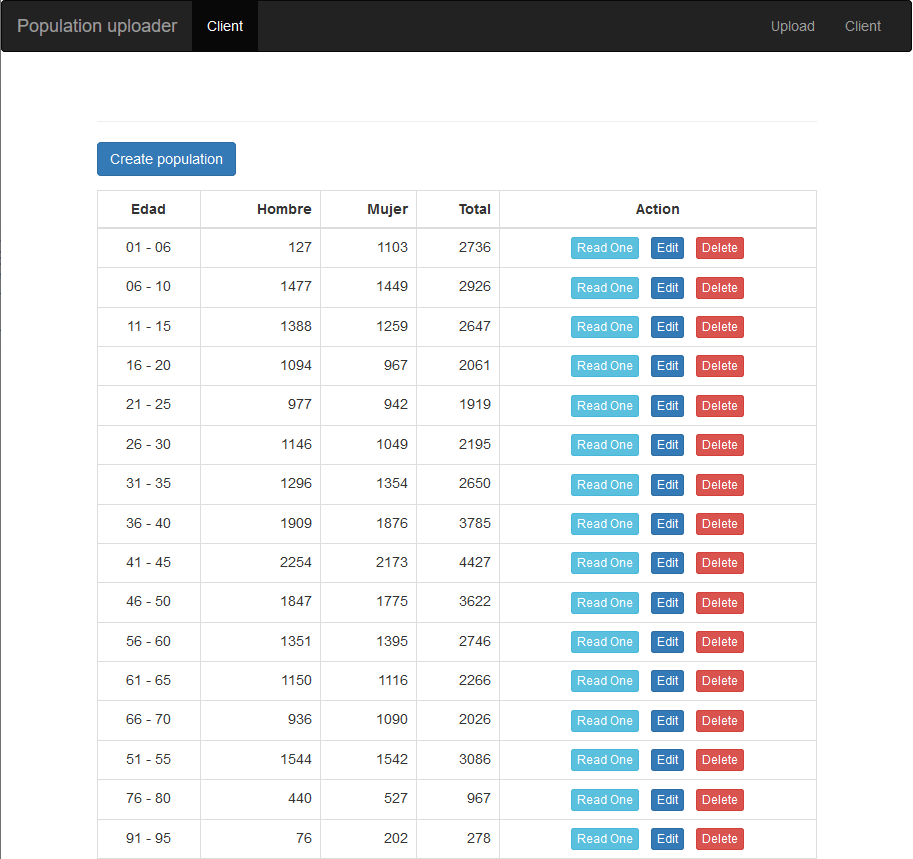 Population uploader Client Upload Client
Create population
Edad Hombre Mujer Total Action
01 - 06 127 1103 2736 Read One Edit Delete
06 - 10 1477 1449 2926 Read One Edit Delete
11 - 15 1388 1259 2647 Read One Edit Delete
16 - 20 1094 967 2061 Read One Edit Delete
21 - 25 977 942 1919 Read One Edit Delete
26 - 30 1146 1049 2195 Read One Edit Delete
31 - 35 1296 1354 2650 Read One Edit Delete
36 - 40 1909 1876 3785 Read One Edit Delete
41 - 45 2254 2173 4427 Read One Edit Delete
46 - 50 1847 1775 3622 Read One Edit Delete
56 - 60 1351 1395 2746 Read One Edit Delete
61 - 65 1150 1116 2266 Read One Edit Delete
66 - 70 936 1090 2026 Read One Edit Delete
51 - 55 1544 1542 3086 Read One Edit Delete
76 - 80 440 527 967 Read One Edit Delete
91 - 95 76 202 278 Read One Edit Delete